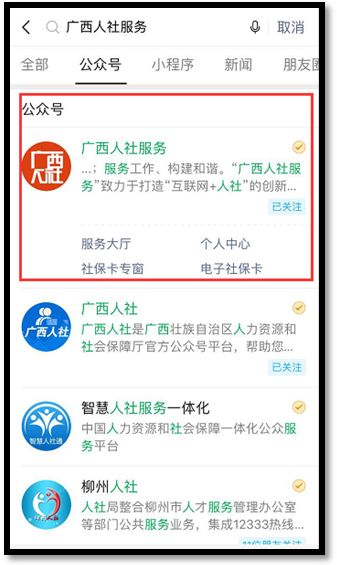 广西人社服务
取消
全部 公众号 小程序 新闻 朋友圈
公众号
广西人社
广西人社服务
...；服务工作、构建和谐。“广西人社服
务”致力于打造“互联网+人社”的创新...
已关注
服务大厅 个人中心
社保卡专窗 电子社保卡
广西人社
广西人社
广西人社是广西壮族自治区人力资源和
社会保障厅官方公众号平台，帮助您...
已关注
智慧人社通
智慧人社服务一体化
中国人力资源和社会保障一体化公众服
务平台
柳州人社
人社局整合柳州市人才服务管理办公室
等部门公共服务业务，集成12333热线...
11位朋友关注